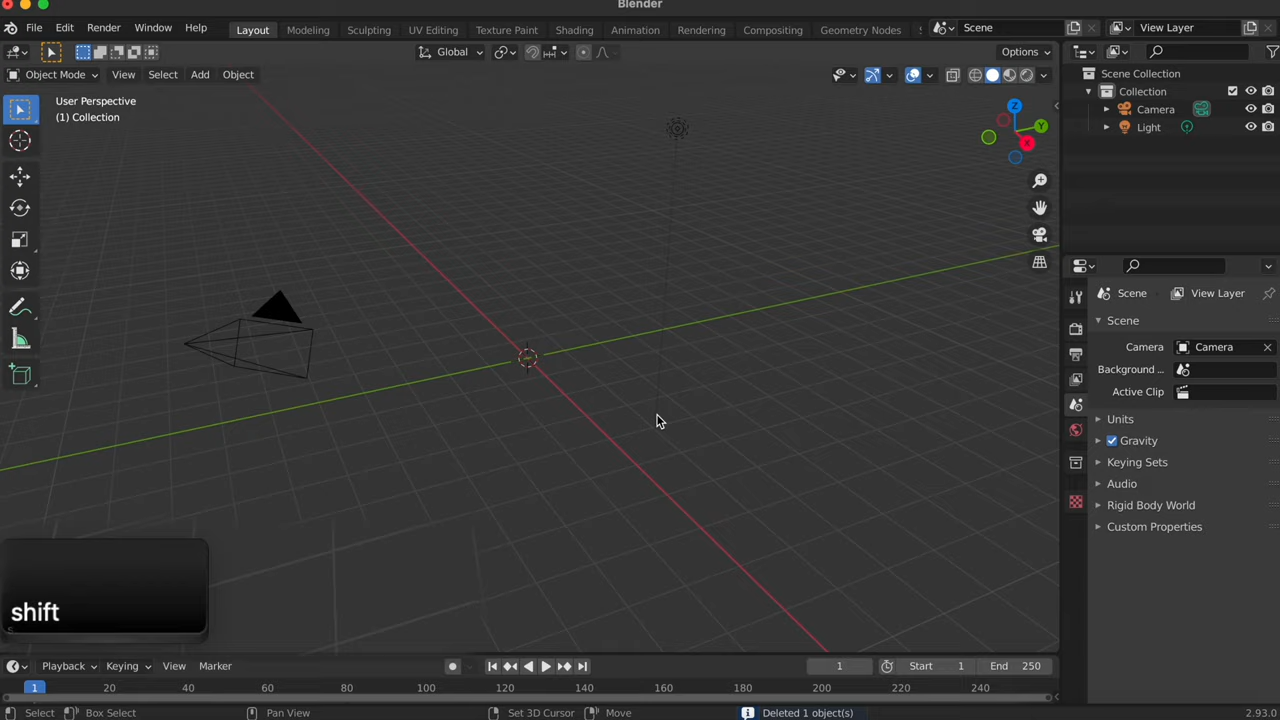 Blender
File Edit Render Window Help Layout Modeling Sculpting UV Editing Texture Paint Shading Animation Rendering Compositing Geometry Nodes Scene View Layer
Global Options
Object Mode View Select Add Object
User Perspective
(1) Collection
X
Y
Z
Scene Collection
Collection
Camera
Light
Scene View Layer
Scene
Camera Camera
Background ...
Active Clip
Units
Gravity
Keying Sets
Audio
Rigid Body World
Custom Properties
shift
Playback Keying View Marker 1 Start 1 End 250
1 20 40 60 80 100 120 140 160 180 200 220 240
Select Box Select Pan View Set 3D Cursor Move Deleted 1 object(s) 2.93.0